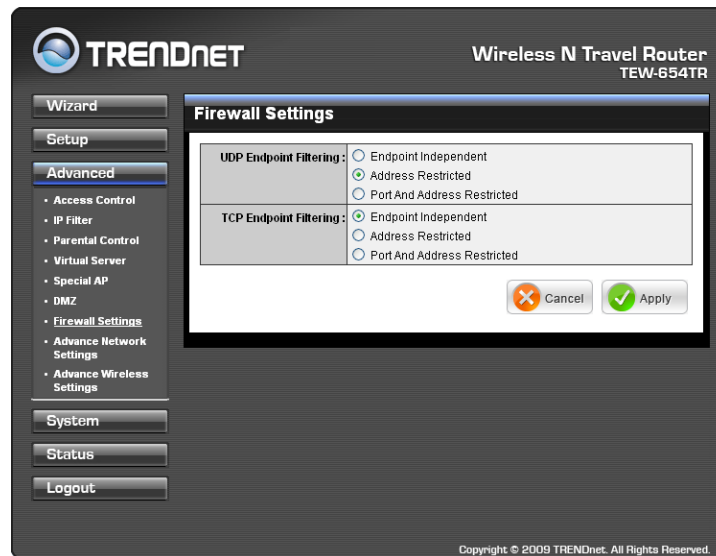 TRENDNET
Wireless N Travel Router
TEW-654TR
Wizard
Setup
Advanced
• Access Control
• IP Filter
• Parental Control
• Virtual Server
• Special AP
• DMZ
• Firewall Settings
• Advance Network
Settings
• Advance Wireless
Settings
System
Status
Logout
Firewall Settings
UDP Endpoint Filtering :
Endpoint Independent
Address Restricted
Port And Address Restricted
TCP Endpoint Filtering :
Endpoint Independent
Address Restricted
Port And Address Restricted
Cancel
Apply
Copyright © 2009 TRENDnet. All Rights Reserved.